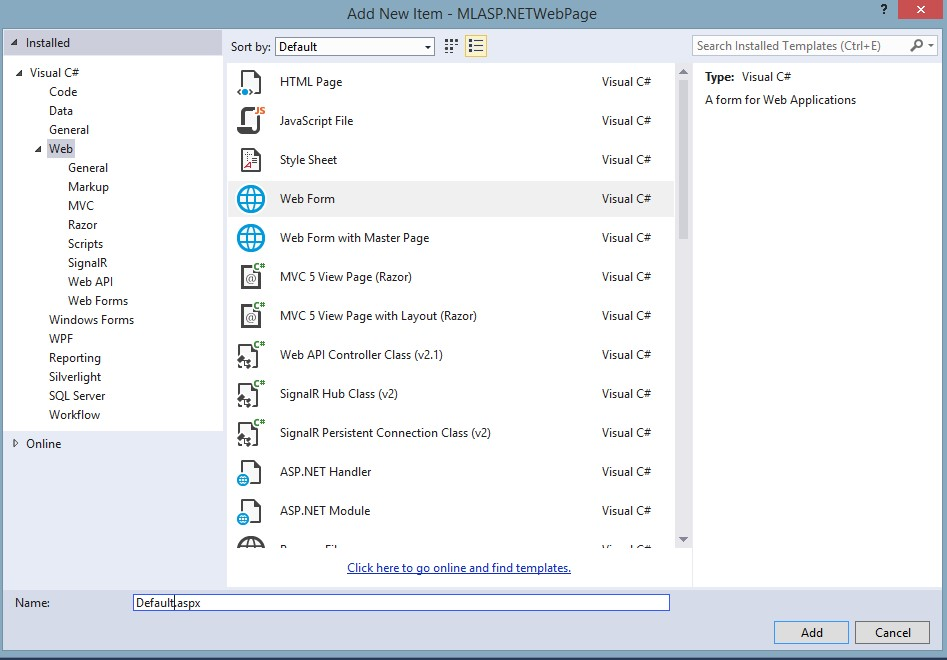 Add New Item - MLASP.NETWebPage
?
Installed
Sort by: Default
Search Installed Templates (Ctrl+E)
Visual C#
Code
Data
General
Web
General
Markup
MVC
Razor
Scripts
SignalR
Web API
Web Forms
Windows Forms
WPF
Reporting
Silverlight
SQL Server
Workflow
Online
HTML Page Visual C#
JS
JavaScript File Visual C#
A
Style Sheet Visual C#
Web Form Visual C#
Web Form with Master Page Visual C#
C#
@
MVC 5 View Page (Razor) Visual C#
C#
@
MVC 5 View Page with Layout (Razor) Visual C#
C#
Web API Controller Class (v2.1) Visual C#
C#
SignalR Hub Class (v2) Visual C#
C#
SignalR Persistent Connection Class (v2) Visual C#
ASP.NET Handler Visual C#
ASP.NET Module Visual C#
Visual C#
Click here to go online and find templates.
Type: Visual C#
A form for Web Applications
Name: Default.aspx
Add Cancel